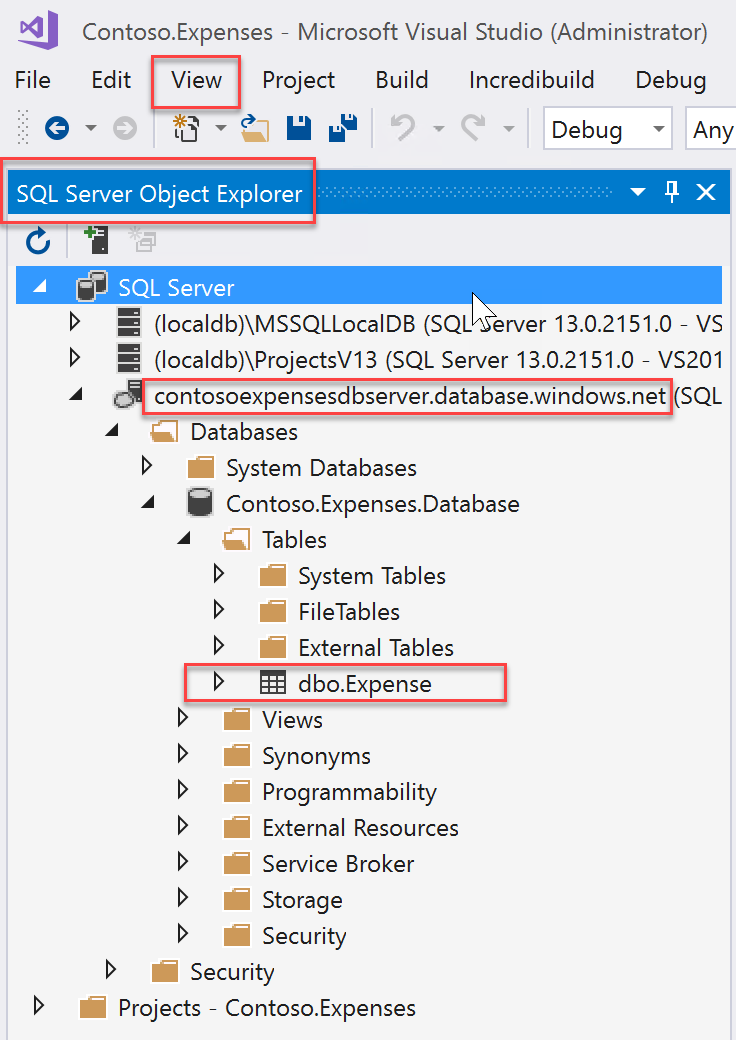 Contoso.Expenses - Microsoft Visual Studio (Administrator)
File Edit View Project Build Incredibuild Debug
Debug Any
SQL Server Object Explorer
SQL Server
(localdb)\MSSQLLocalDB (SQL Server 13.0.2151.0 - VS
(localdb)\ProjectsV13 (SQL Server 13.0.2151.0 - VS201
contosoexpensesdbserver.database.windows.net (SQL
Databases
System Databases
Contoso.Expenses.Database
Tables
System Tables
FileTables
External Tables
dbo.Expense
Views
Synonyms
Programmability
External Resources
Service Broker
Storage
Security
Security
Projects - Contoso.Expenses